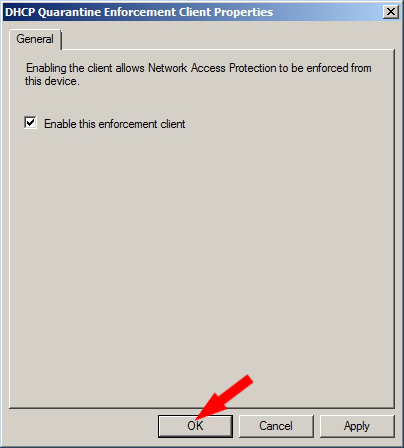 DHCP Quarantine Enforcement Client Properties
General
Enabling the client allows Network Access Protection to be enforced from
this device.
Enable this enforcement client
OK
Cancel
Apply